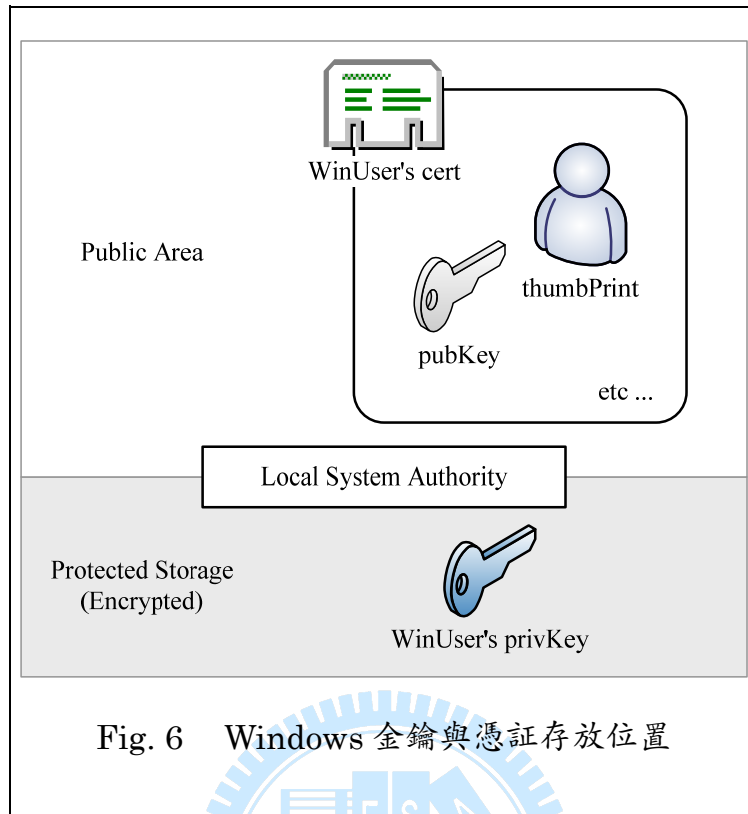 WinUser's cert
Public Area
thumbPrint
pubKey
etc ...
Local System Authority
Protected Storage
(Encrypted)
WinUser's privKey
Fig. 6 Windows 金鑰與憑証存放位置